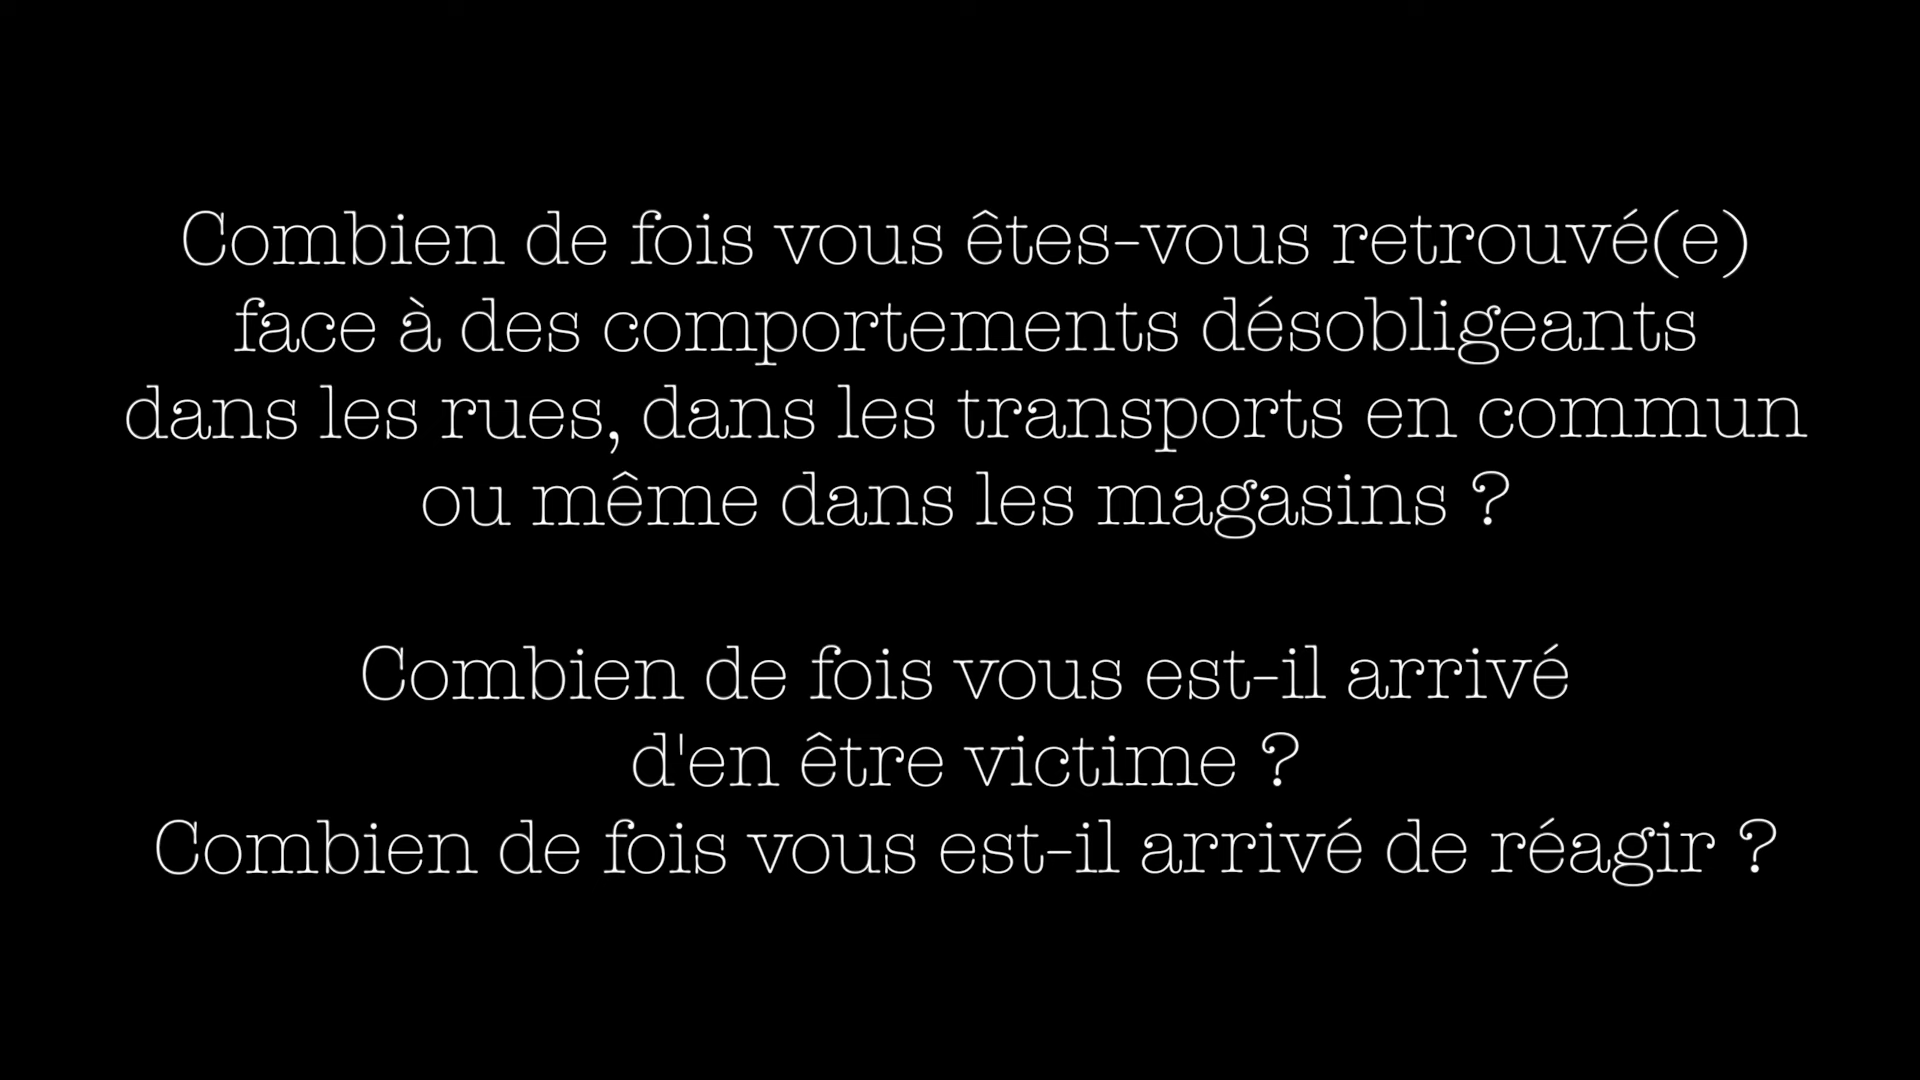 Combien de fois vous êtes-vous retrouvé(e)
face à des comportements désobligeants
dans les rues, dans les transports en commun
ou même dans les magasins ?
Combien de fois vous est-il arrivé
d'en être victime ?
Combien de fois vous est-il arrivé de réagir ?